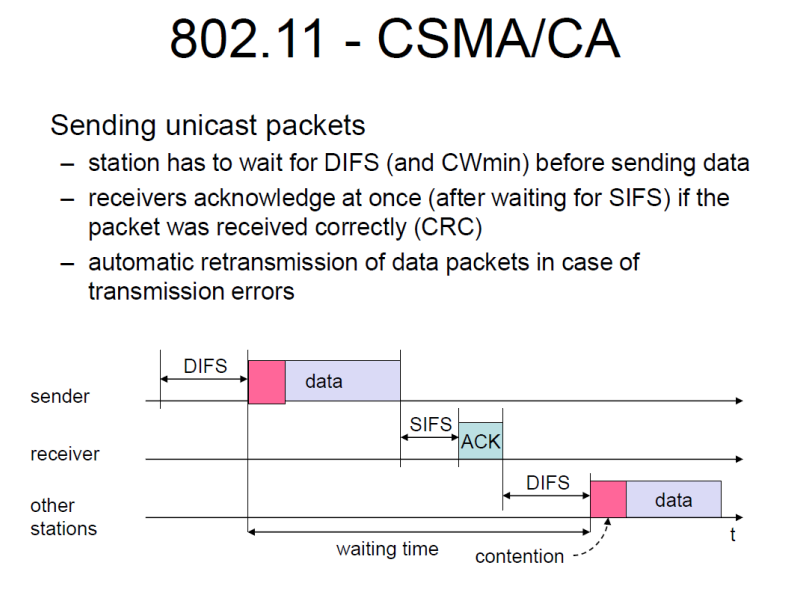 802.11 - CSMA/CA
Sending unicast packets
– station has to wait for DIFS (and CWmin) before sending data
– receivers acknowledge at once (after waiting for SIFS) if the
packet was received correctly (CRC)
– automatic retransmission of data packets in case of
transmission errors
DIFS
data
sender
SIFS
ACK
receiver
DIFS
data
other
stations
t
waiting time
contention